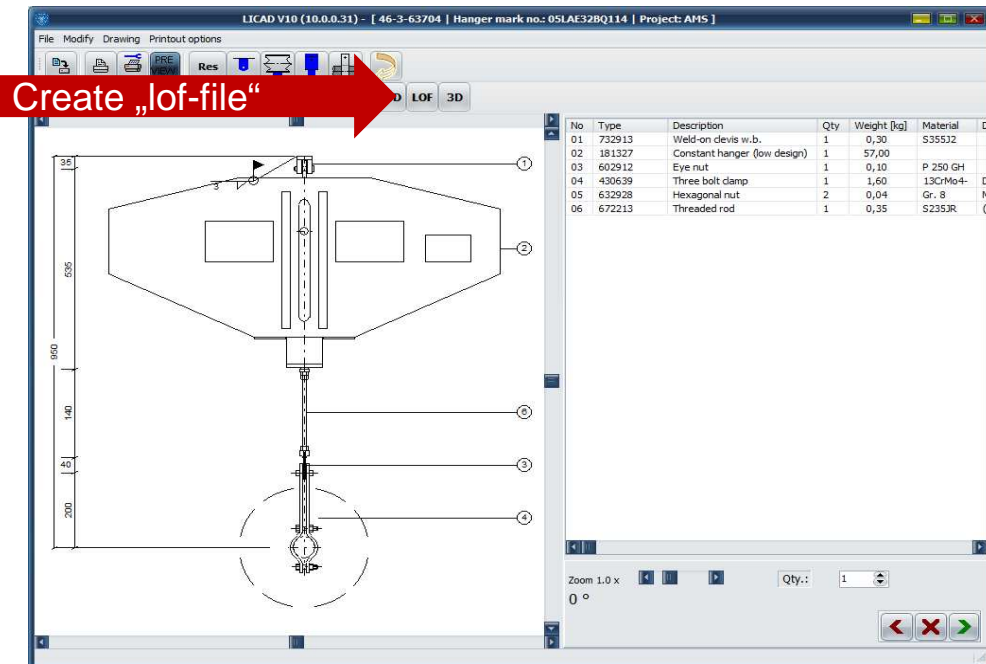 LICAD V10 (10.0.0.31) - [ 46-3-63704 | Hanger mark no.: 05LAE32BQ114 | Project: AMS ]
File Modify Drawing Printout options
PRE
VIEW
Res
Create „lof-file“
D LOF 3D
No Type Description Qty Weight [kg] Material D
01 732913 Weld-on clevis w.b. 1 0,30 S355J2
02 181327 Constant hanger (low design) 1 57,00
03 602912 Eye nut 1 0,10 P 250 GH
04 430639 Three bolt clamp 1 1,60 13CrMo4- D
05 632928 Hexagonal nut 2 0,04 Gr. 8 M
06 672213 Threaded rod 1 0,35 S235JR (
35
3
1
2
535
950
140
6
40
3
200
4
Zoom 1.0 x Qty.: 1
0 °